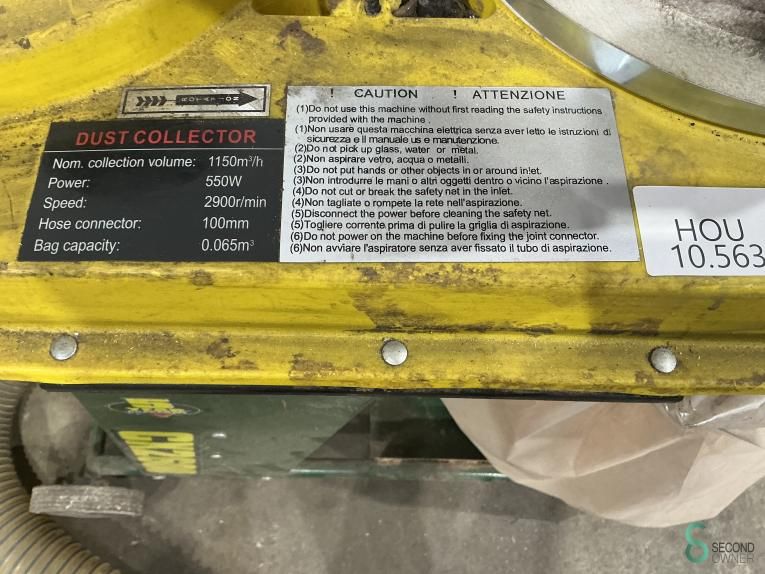 ROTATION
DUST COLLECTOR
Nom. collection volume: 1150m³/h
Power: 550W
Speed: 2900r/min
Hose connector: 100mm
Bag capacity: 0.065m³
! CAUTION ! ATTENZIONE
(1)Do not use this machine without first reading the safety instructions
provided with the machine .
(1)Non usare questa macchina elettrica senza aver letto le istruzioni di
sicurezza e Il manuale us e manutenzione.
(2)Do not pick up glass, water or metal.
(2)Non aspirare vetro, acqua o metalli.
(3)Do not put hands or other objects in or around inlet.
(3)Non introdurre le mani o altri oggetti dentro o vicino l'aspirazione .
(4)Do not cut or break the safety net in the inlet.
(4)Non tagliate o rompete la rete nell'aspirazione.
(5)Disconnect the power before cleaning the safety net.
(5)Togliere corrente prima di pulire la griglia di aspirazione.
(6)Do not power on the machine before fixing the joint connector.
(6)Non avviare l'aspiratore senza aver fissato il tubo di aspirazione.
HOU
10.563
SECOND
OWNER